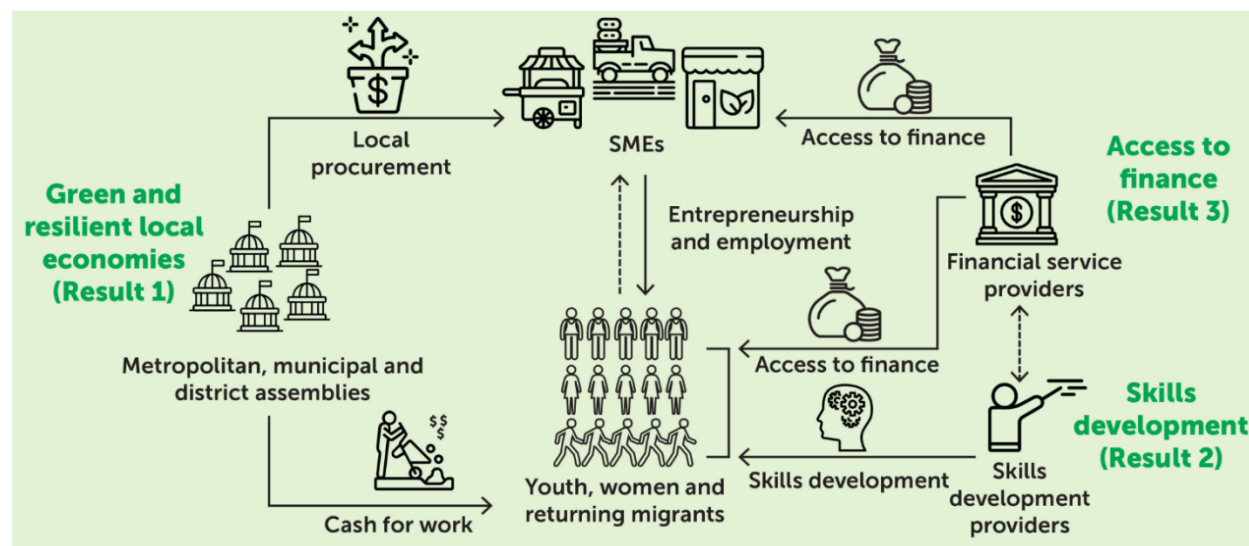 Local
procurement
SMEs
Access to finance
Access to
finance
(Result 3)
Green and
resilient local
economies
(Result 1)
Entrepreneurship
and employment
Financial service
providers
Metropolitan, municipal and
district assemblies
Access to finance
Skills
development
(Result 2)
$$
$
$
$
Youth, women and
returning migrants
Skills development
Skills
development
providers
Cash for work